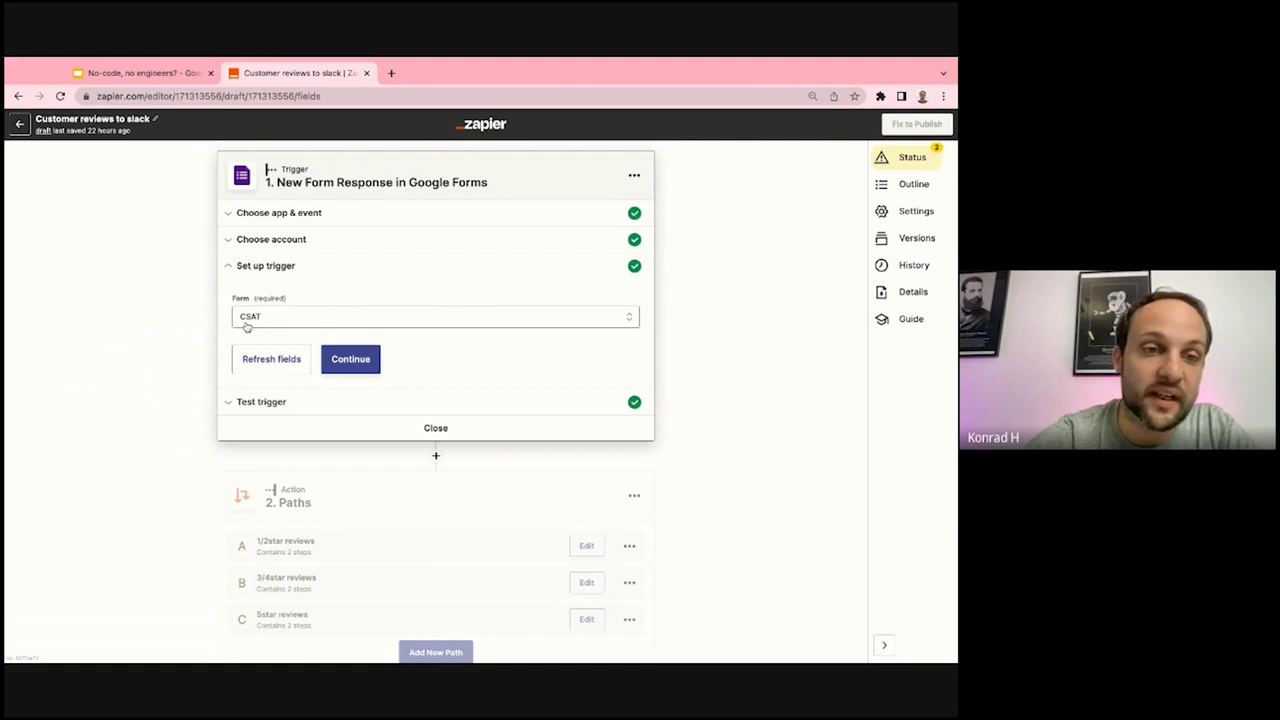 No-code, no engineers? - Goo
Customer reviews to slack | Za
zapier.com/editor/171313556/draft/171313556/fields
Customer reviews to slack
draft last saved 22 hours ago
_zapier
Fix to Publish
Trigger
1. New Form Response in Google Forms
Choose app & event
Choose account
Set up trigger
Form (required)
CSAT
Refresh fields
Continue
Test trigger
Close
+
Action
2. Paths
A
1/2star reviews
Contains 2 steps
Edit
B
3/4star reviews
Contains 2 steps
Edit
C
5star reviews
Contains 2 steps
Edit
Add New Path
2
Status
Outline
Settings
Versions
History
Details
Guide
Konrad H